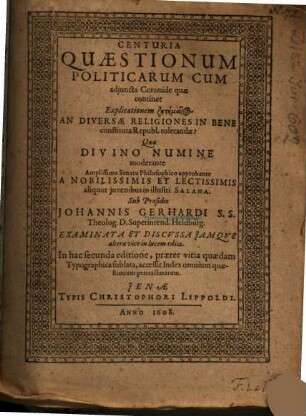 CENTURIA
QUÆSTIONUM
POLITICARUM CUM
adjuncta Coronide quæ
continet
Explicationem
AN DIVERSÆ RELIGIONES IN BENE
constituta Republ. tolerandæ?
Quæ
DIVINO NUMINE
moderante
Amplissimo Senatu Philosophico approbante
A NOBILISSIMIS ET LECTISSIMIS
aliquot juvenibus in illustri SALANA.
Sub Præsidio
JOHANNIS GERHARDI S.S.
Theolog. D. Superintend. Heldburg.
EXAMINATA ET DISCUSSA JAMQUE
altera vice in lucem edita.
In hac secunda editione, præter vitia quædam
Typographica sublata, accessit Index omnium quæ-
stionum pertractatarum.
JENÆ
TYPIS CHRISTOPHORI LIPPOLDI.
ANNO 1608.